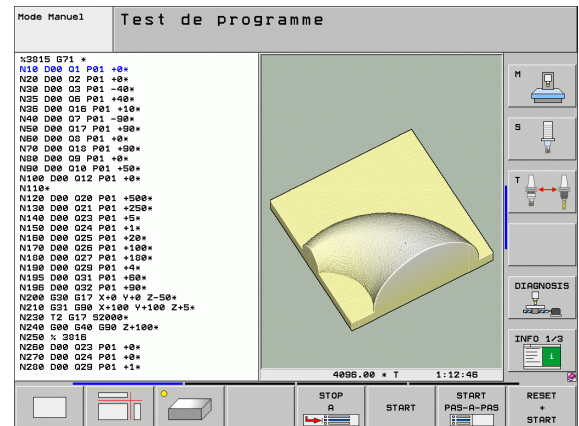 Mode Manuel
Test de programme
%3815 G71 *
N10 D00 Q1 P01 +0*
N20 D00 Q2 P01 +0*
N30 D00 Q3 P01 -40*
N35 D00 Q6 P01 +40*
N36 D00 Q16 P01 +10*
N40 D00 Q7 P01 -90*
N50 D00 Q17 P01 +90*
N60 D00 Q8 P01 +0*
N70 D00 Q18 P01 +90*
N80 D00 Q9 P01 +0*
N90 D00 Q10 P01 +50*
N100 D00 Q12 P01 +0*
N110*
N120 D00 Q20 P01 +500*
N130 D00 Q21 P01 +250*
N140 D00 Q23 P01 +5*
N150 D00 Q24 P01 +1*
N160 D00 Q25 P01 +20*
N170 D00 Q26 P01 +100*
N180 D00 Q27 P01 +180*
N190 D00 Q29 P01 +4*
N195 D00 Q31 P01 +60*
N196 D00 Q32 P01 +90*
N200 G30 G17 X+0 Y+0 Z-50*
N210 G31 G90 X+100 Y+100 Z+5*
N230 T2 G17 S2000*
N240 G00 G40 G90 Z+100*
N250 % 3816
N260 D00 Q23 P01 +0*
N270 D00 Q24 P01 +0*
N280 D00 Q29 P01 +1*
4096.00 * T 1:12:46
M
S
T
DIAGNOSIS
INFO 1/3
i
STOP
A
START
START
PAS-A-PAS
RESET
+
START